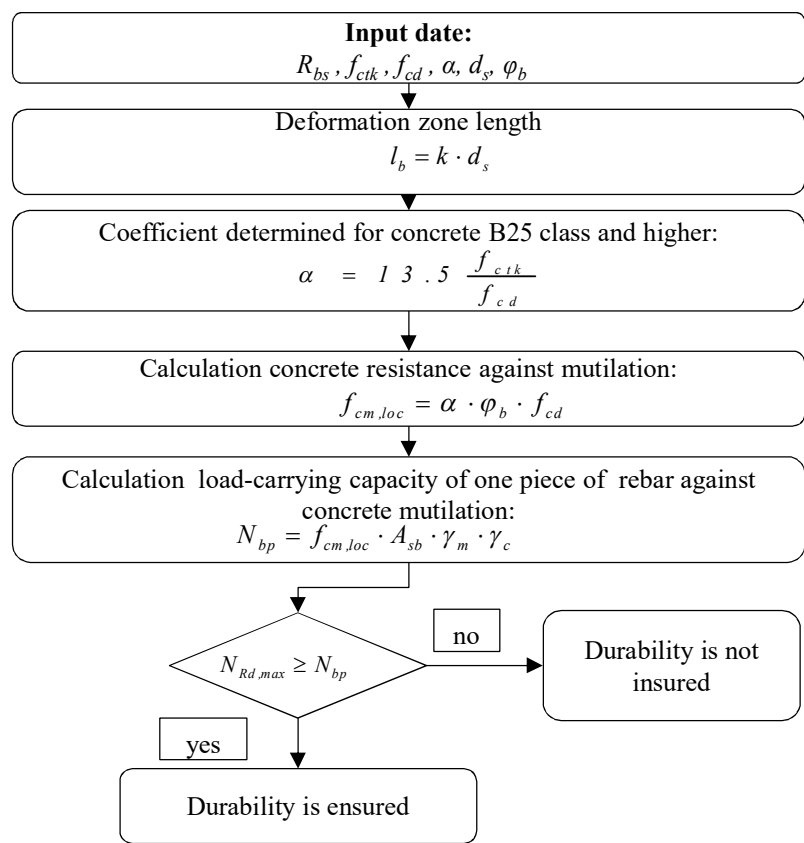 Input date:
R_bs , f_ctk , f_cd , α, d_s, φ_b
Deformation zone length
l_b = k · d_s
Coefficient determined for concrete B25 class and higher:
α = 1 3 . 5 f_ctk / f_cd
Calculation concrete resistance against mutilation:
f_cm,loc = α · φ_b · f_cd
Calculation load-carrying capacity of one piece of rebar against
concrete mutilation:
N_bp = f_cm,loc · A_sb · γ_m · γ_c
N_Rd,max ≥ N_bp
no
Durability is not
insured
yes
Durability is ensured